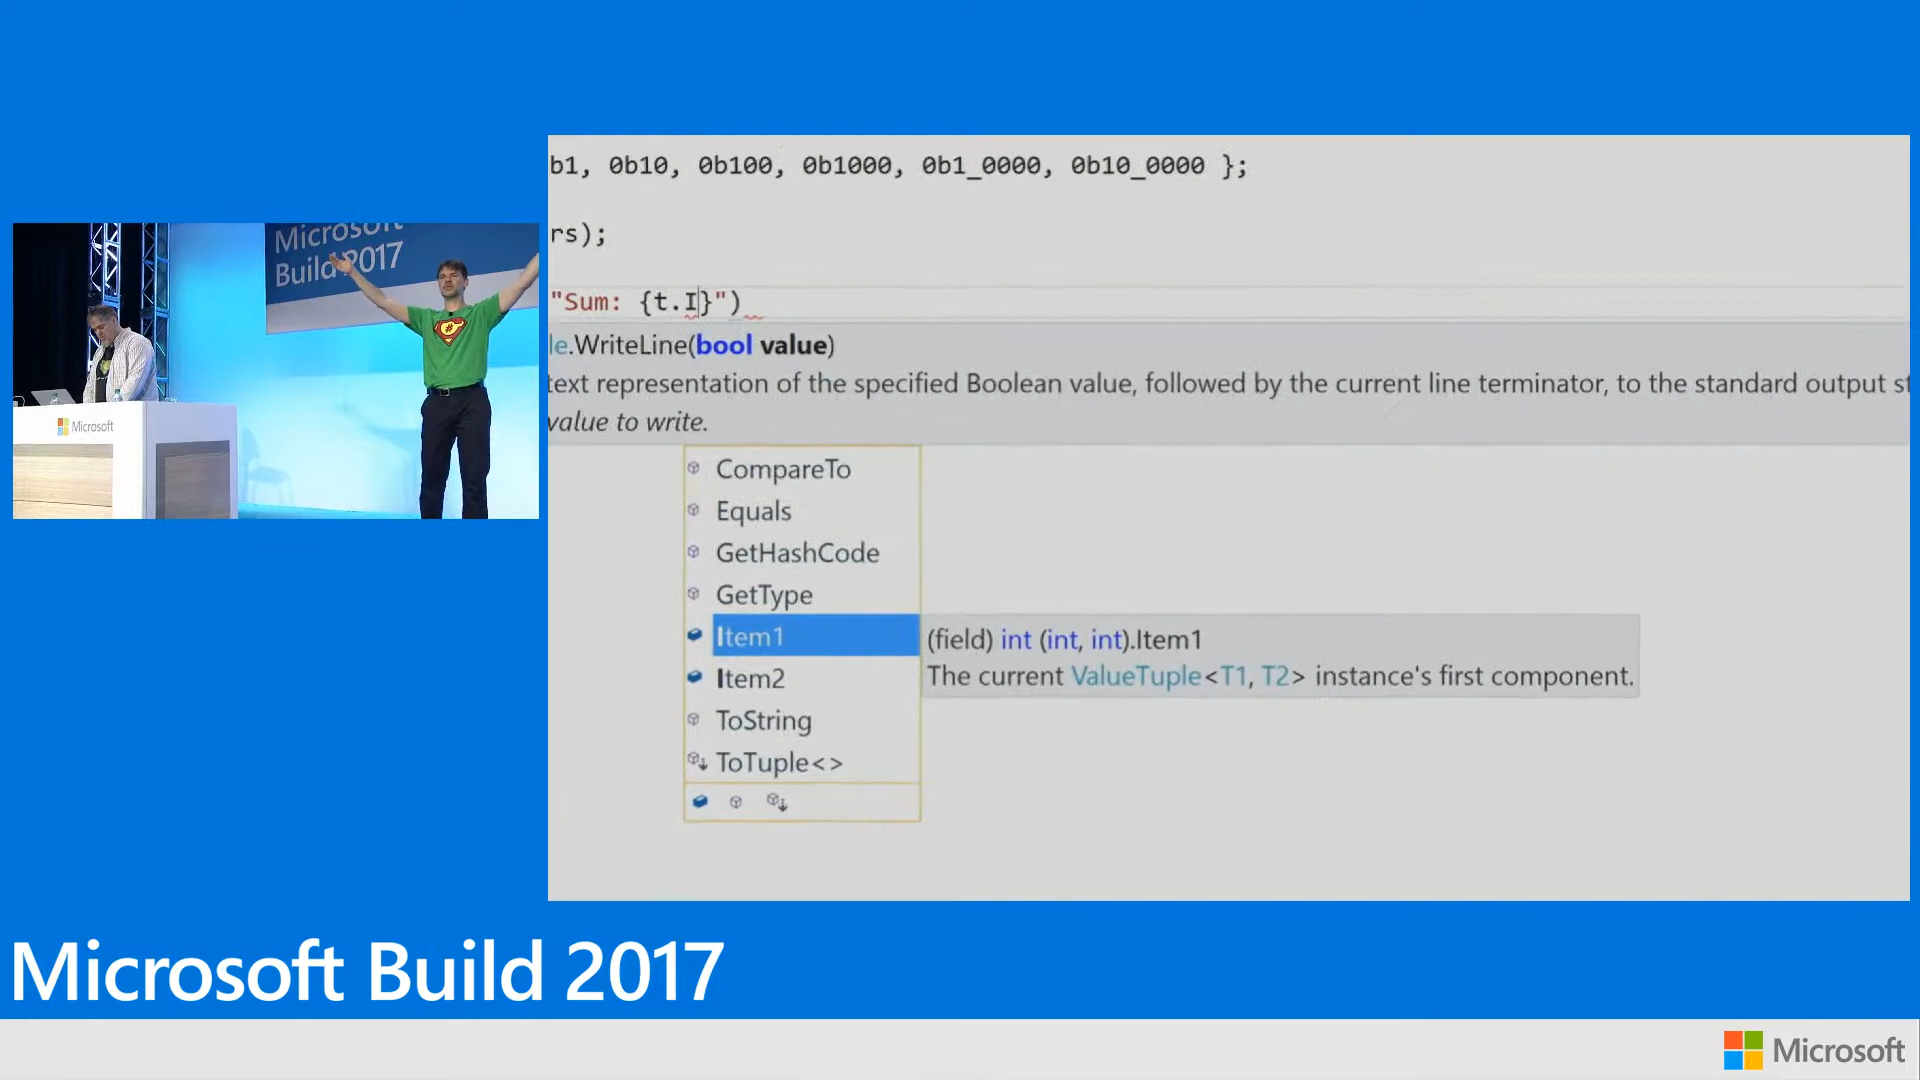 Microsoft
Build 2017
Microsoft
b1, 0b10, 0b100, 0b1000, 0b1_0000, 0b10_0000 };
rs);
"Sum: {t.I}")
le.WriteLine(bool value)
text representation of the specified Boolean value, followed by the current line terminator, to the standard output st
value to write.
CompareTo
Equals
GetHashCode
GetType
Item1
(field) int (int, int).Item1
The current ValueTuple<T1, T2> instance's first component.
Item2
ToString
ToTuple<>
Microsoft Build 2017
Microsoft